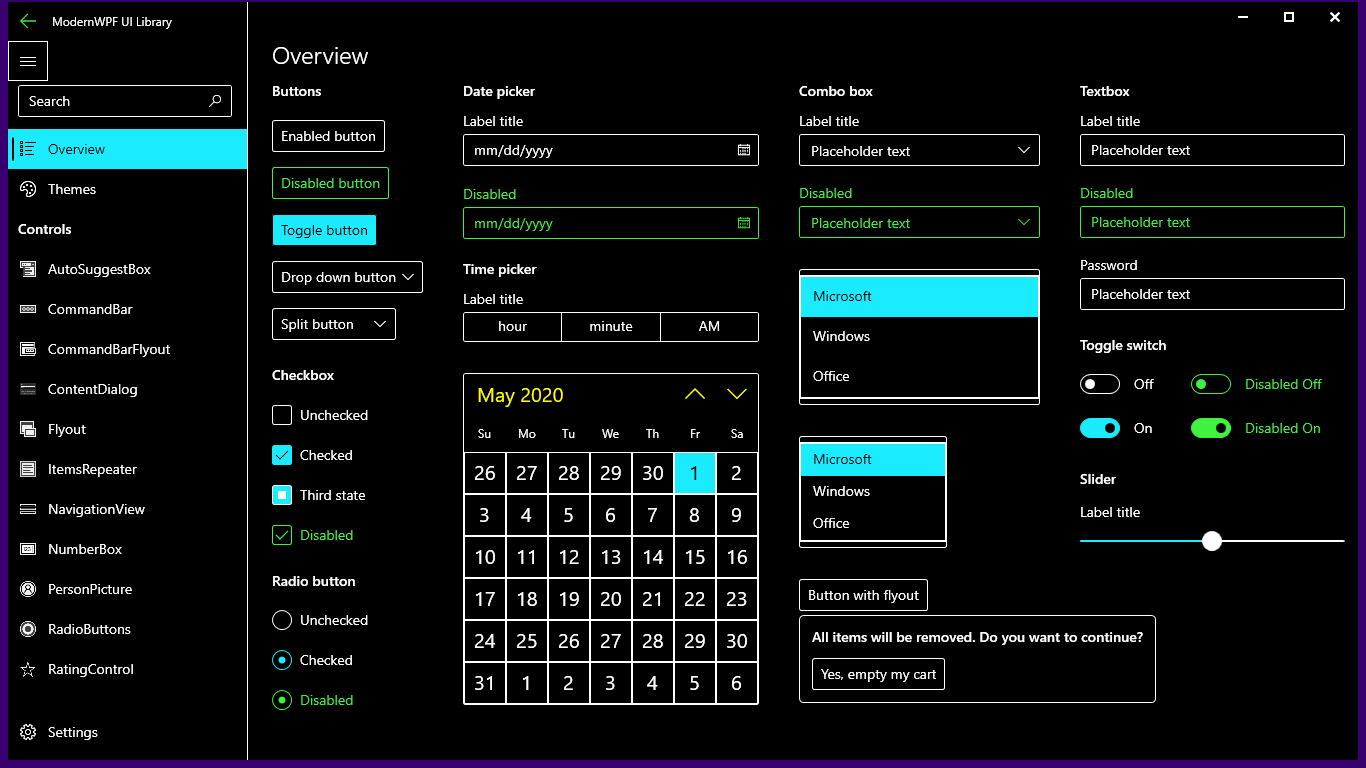 ModernWPF UI Library
Search
Overview
Themes
Controls
AutoSuggestBox
CommandBar
CommandBarFlyout
ContentDialog
Flyout
ItemsRepeater
NavigationView
NumberBox
PersonPicture
RadioButtons
RatingControl
Settings
Overview
Buttons
Enabled button
Disabled button
Toggle button
Drop down button
Split button
Checkbox
Unchecked
Checked
Third state
Disabled
Radio button
Unchecked
Checked
Disabled
Date picker
Label title
mm/dd/yyyy
Disabled
mm/dd/yyyy
Time picker
Label title
hour minute AM
May 2020
Su Mo Tu We Th Fr Sa
26 27 28 29 30 1 2
3 4 5 6 7 8 9
10 11 12 13 14 15 16
17 18 19 20 21 22 23
24 25 26 27 28 29 30
31 1 2 3 4 5 6
Combo box
Label title
Placeholder text
Disabled
Placeholder text
Microsoft
Windows
Office
Microsoft
Windows
Office
Button with flyout
All items will be removed. Do you want to continue?
Yes, empty my cart
Textbox
Label title
Placeholder text
Disabled
Placeholder text
Password
Placeholder text
Toggle switch
Off Disabled Off
On Disabled On
Slider
Label title